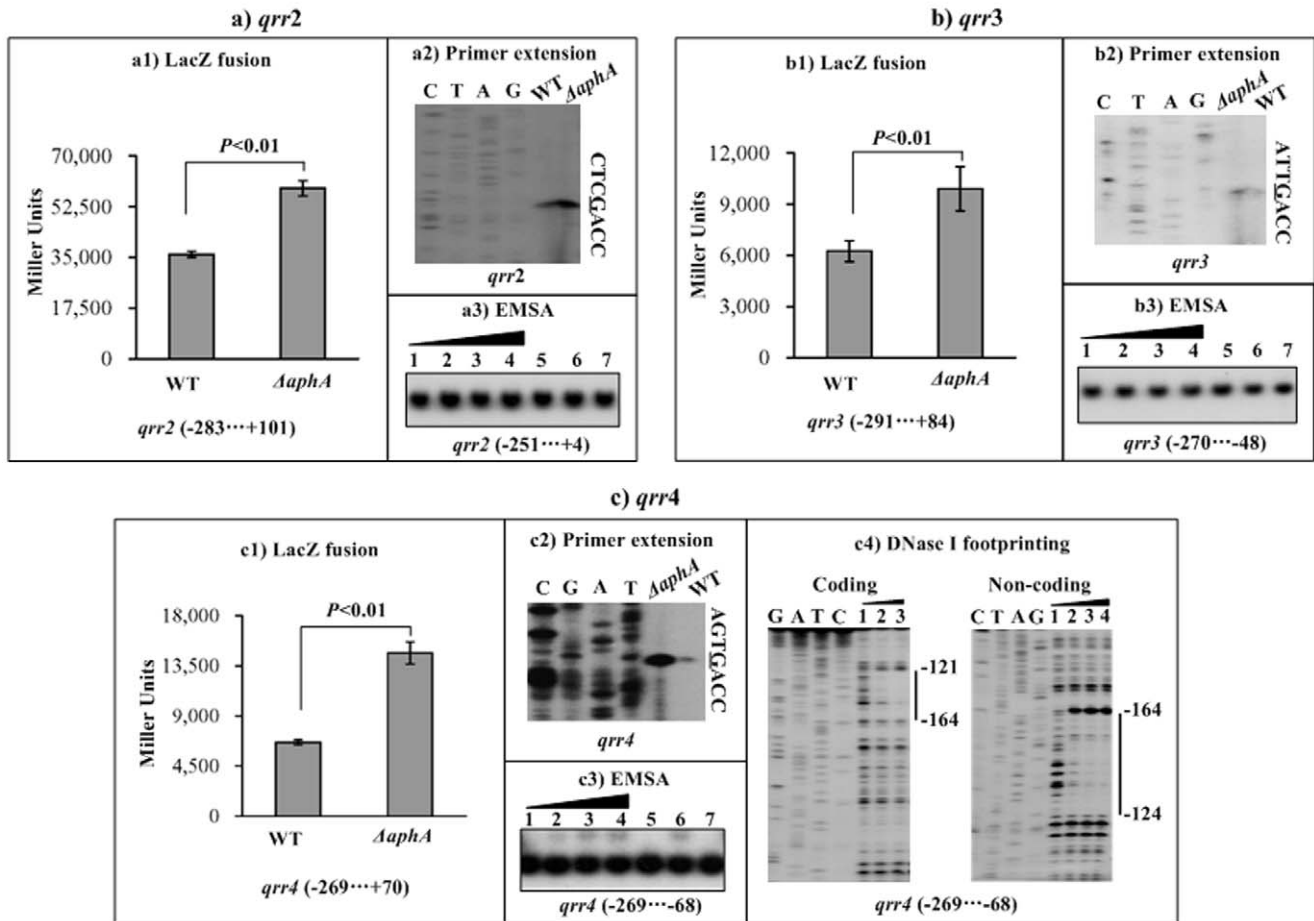 a) qrr2
a1) LacZ fusion
P<0.01
70,000
52,500
35,000
17,500
0
Miller Units
WT
ΔaphA
qrr2 (-283···+101)
a2) Primer extension
C T A G WT ΔaphA
CTCGACC
qrr2
a3) EMSA
1 2 3 4 5 6 7
qrr2 (-251···+4)
b) qrr3
b1) LacZ fusion
P<0.01
12,000
9,000
6,000
3,000
0
Miller Units
WT
ΔaphA
qrr3 (-291···+84)
b2) Primer extension
C T A G ΔaphA WT
ATTGACC
qrr3
b3) EMSA
1 2 3 4 5 6 7
qrr3 (-270···-48)
c) qrr4
c1) LacZ fusion
P<0.01
18,000
13,500
9,000
4,500
0
Miller Units
WT
ΔaphA
qrr4 (-269···+70)
c2) Primer extension
C G A T ΔaphA WT
AGTGACC
qrr4
c3) EMSA
1 2 3 4 5 6 7
qrr4 (-269···-68)
c4) DNase I footprinting
Coding
G A T C 1 2 3
-121
-164
Non-coding
C T A G 1 2 3 4
-164
-124
qrr4 (-269···-68)